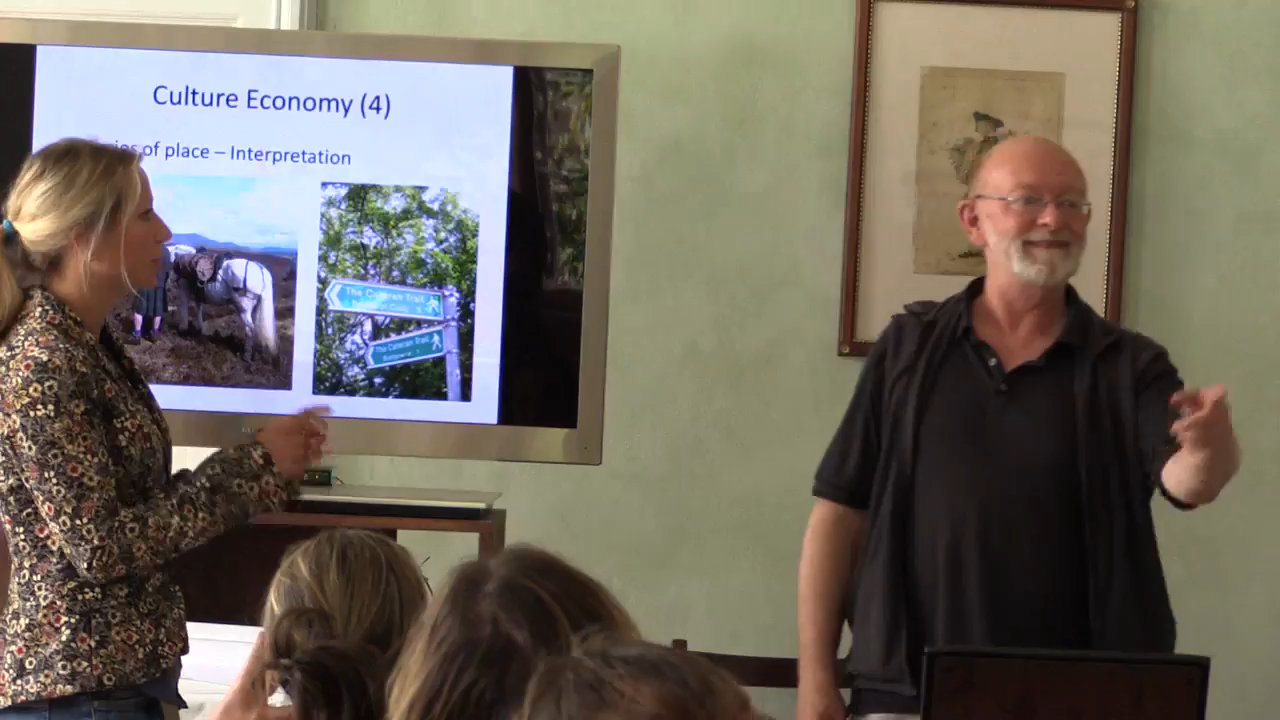 Culture Economy (4)
of place – Interpretation
The Cateran Trail
The Cateran Trail